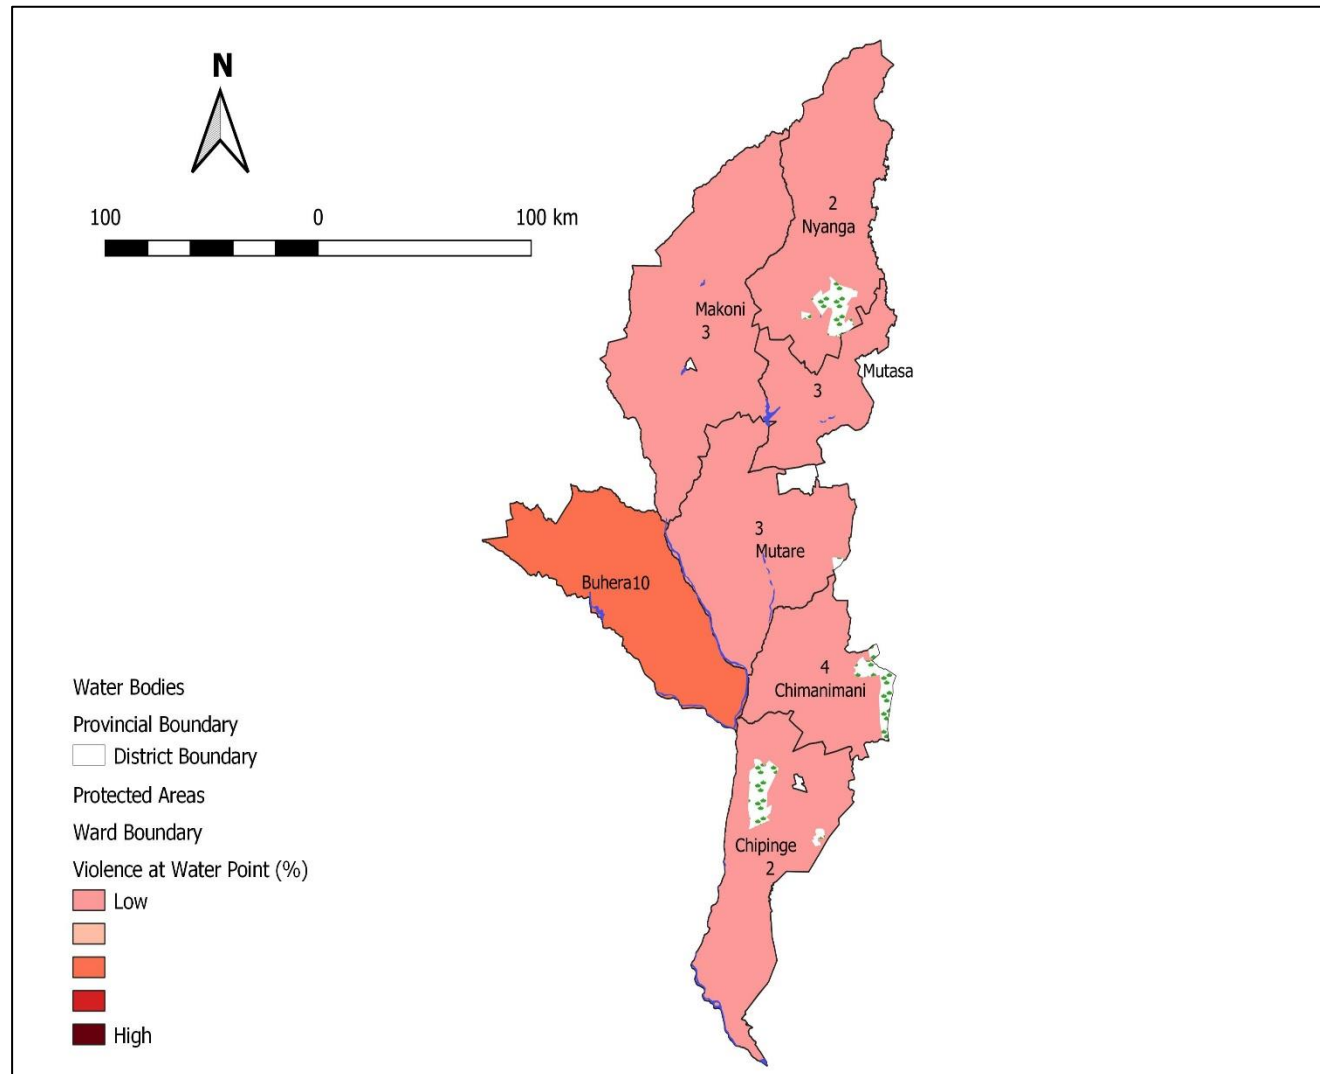 N
100 0 100 km
2
Nyanga
Makoni
3
Mutasa
3
3
Mutare
Buhera10
4
Chimanimani
Chipinge
2
Water Bodies
Provincial Boundary
District Boundary
Protected Areas
Ward Boundary
Violence at Water Point (%)
Low
High